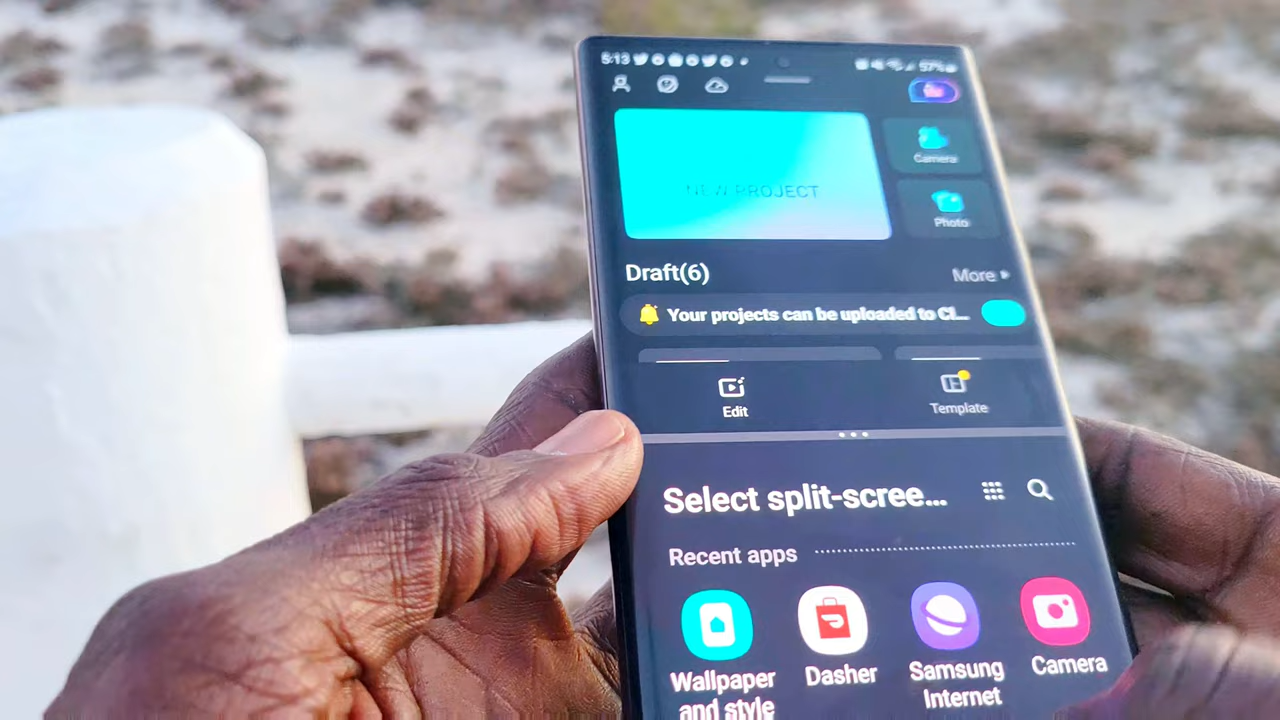 5:13
57%
NEW PROJECT
Camera
Photo
Draft(6)
More
Your projects can be uploaded to Cl...
Edit
Template
Select split-scree...
Recent apps
Wallpaper
and style
Dasher
Samsung
Internet
Camera